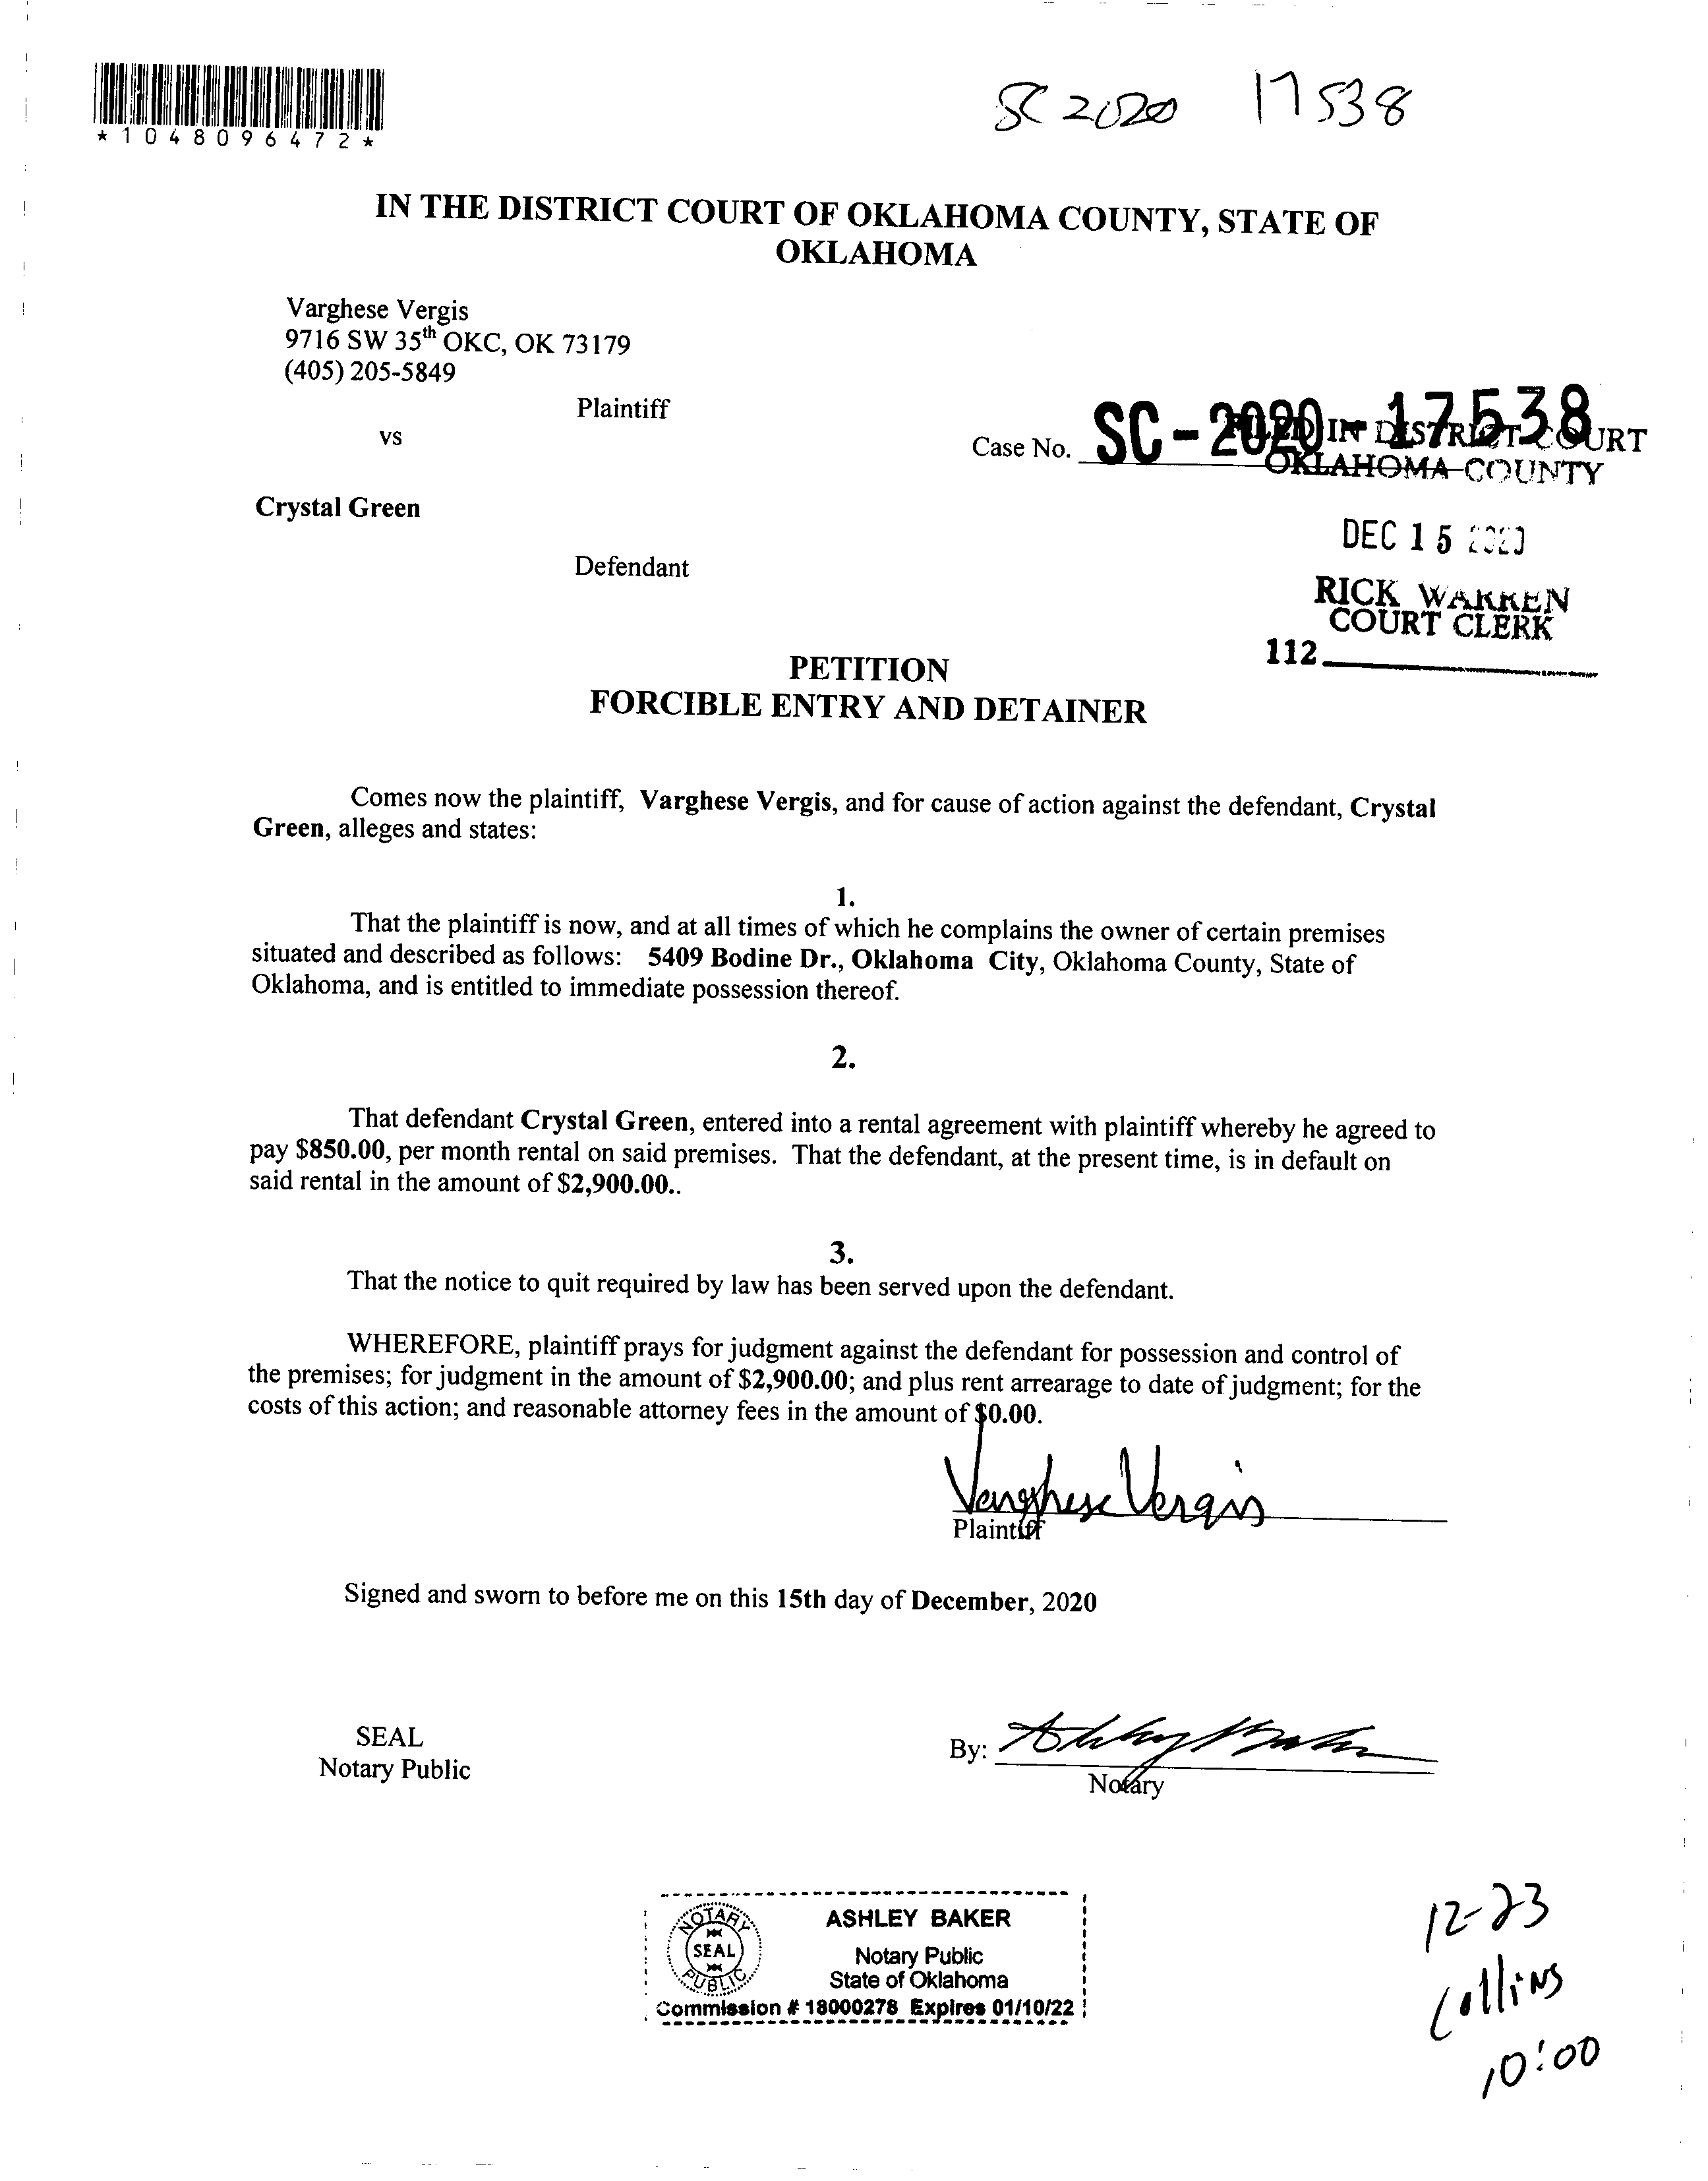 *1048096472*
SC 2020 17538
IN THE DISTRICT COURT OF OKLAHOMA COUNTY, STATE OF
OKLAHOMA
Varghese Vergis
9716 SW 35th OKC, OK 73179
(405) 205-5849
Plaintiff
vs
Case No. SC-2020-17538
FILED IN DISTRICT COURT
OKLAHOMA COUNTY
Crystal Green
DEC 15 2020
Defendant
RICK WARREN
COURT CLERK
112
PETITION
FORCIBLE ENTRY AND DETAINER
Comes now the plaintiff, Varghese Vergis, and for cause of action against the defendant, Crystal
Green, alleges and states:
1.
That the plaintiff is now, and at all times of which he complains the owner of certain premises
situated and described as follows: 5409 Bodine Dr., Oklahoma City, Oklahoma County, State of
Oklahoma, and is entitled to immediate possession thereof.
2.
That defendant Crystal Green, entered into a rental agreement with plaintiff whereby he agreed to
pay $850.00, per month rental on said premises. That the defendant, at the present time, is in default on
said rental in the amount of $2,900.00..
3.
That the notice to quit required by law has been served upon the defendant.
WHEREFORE, plaintiff prays for judgment against the defendant for possession and control of
the premises; for judgment in the amount of $2,900.00; and plus rent arrearage to date of judgment; for the
costs of this action; and reasonable attorney fees in the amount of $0.00.
Varghese Vergis
Plaintiff
Signed and sworn to before me on this 15th day of December, 2020
SEAL
Notary Public
By: Ashley Baker
Notary
NOTARY
SEAL
PUBLIC
ASHLEY BAKER
Notary Public
State of Oklahoma
Commission # 18000278 Expires 01/10/22
12-23
Collins
10:00